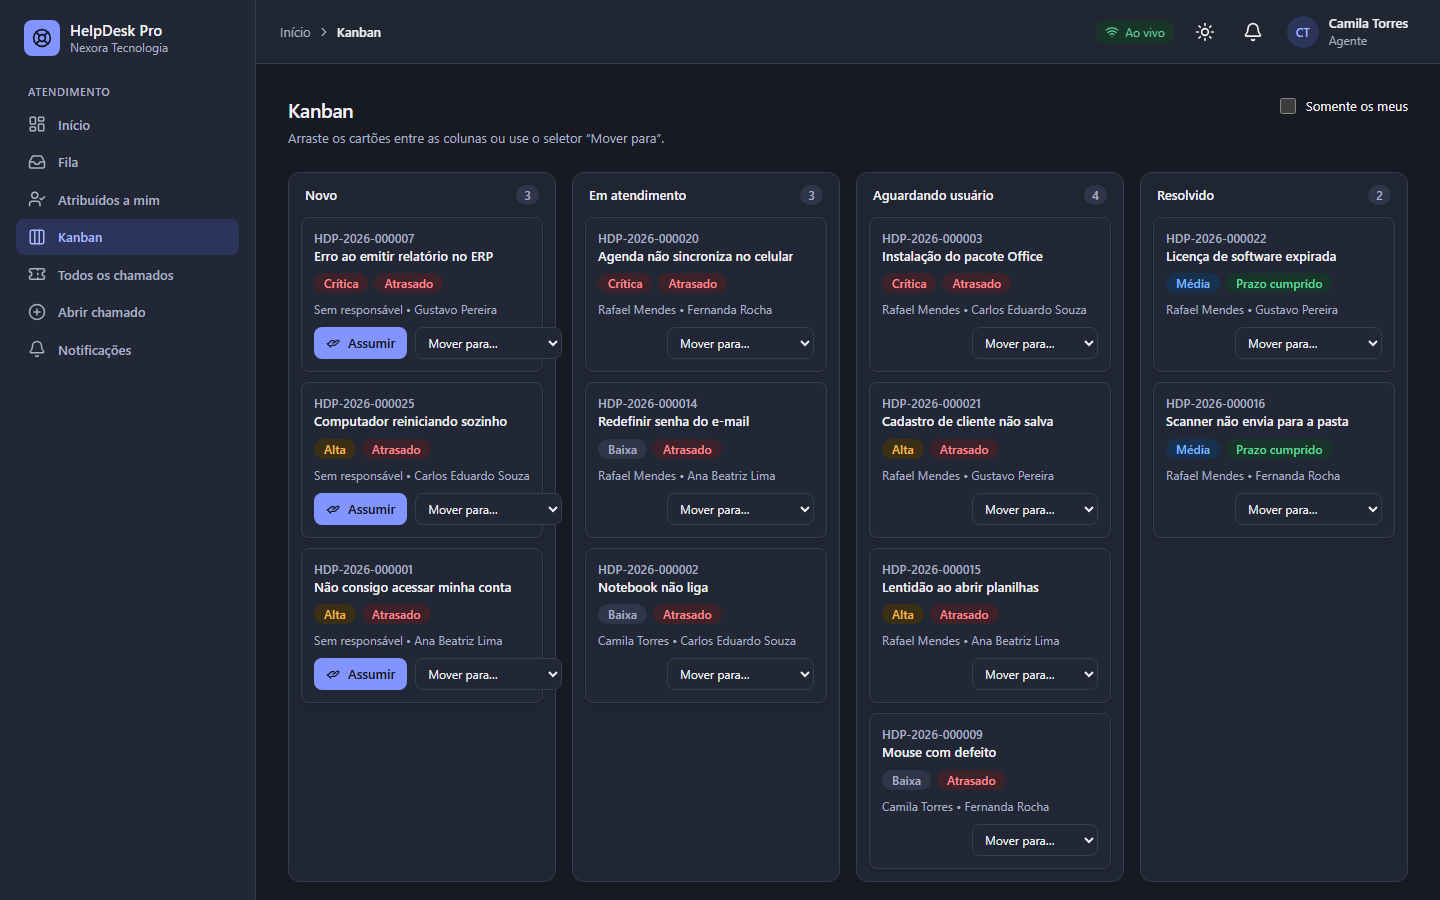 HelpDesk Pro
Nexora Tecnologia
ATENDIMENTO
Início
Fila
Atribuídos a mim
Kanban
Todos os chamados
Abrir chamado
Notificações
Início > Kanban
Ao vivo
CT
Camila Torres
Agente
Kanban
Arraste os cartões entre as colunas ou use o seletor “Mover para”.
Somente os meus
Novo 3
HDP-2026-000007
Erro ao emitir relatório no ERP
Crítica Atrasado
Sem responsável • Gustavo Pereira
Assumir Mover para...
HDP-2026-000025
Computador reiniciando sozinho
Alta Atrasado
Sem responsável • Carlos Eduardo Souza
Assumir Mover para...
HDP-2026-000001
Não consigo acessar minha conta
Alta Atrasado
Sem responsável • Ana Beatriz Lima
Assumir Mover para...
Em atendimento 3
HDP-2026-000020
Agenda não sincroniza no celular
Crítica Atrasado
Rafael Mendes • Fernanda Rocha
Mover para...
HDP-2026-000014
Redefinir senha do e-mail
Baixa Atrasado
Rafael Mendes • Ana Beatriz Lima
Mover para...
HDP-2026-000002
Notebook não liga
Baixa Atrasado
Camila Torres • Carlos Eduardo Souza
Mover para...
Aguardando usuário 4
HDP-2026-000003
Instalação do pacote Office
Crítica Atrasado
Rafael Mendes • Carlos Eduardo Souza
Mover para...
HDP-2026-000021
Cadastro de cliente não salva
Alta Atrasado
Rafael Mendes • Gustavo Pereira
Mover para...
HDP-2026-000015
Lentidão ao abrir planilhas
Alta Atrasado
Rafael Mendes • Ana Beatriz Lima
Mover para...
HDP-2026-000009
Mouse com defeito
Baixa Atrasado
Camila Torres • Fernanda Rocha
Mover para...
Resolvido 2
HDP-2026-000022
Licença de software expirada
Média Prazo cumprido
Rafael Mendes • Gustavo Pereira
Mover para...
HDP-2026-000016
Scanner não envia para a pasta
Média Prazo cumprido
Rafael Mendes • Fernanda Rocha
Mover para...